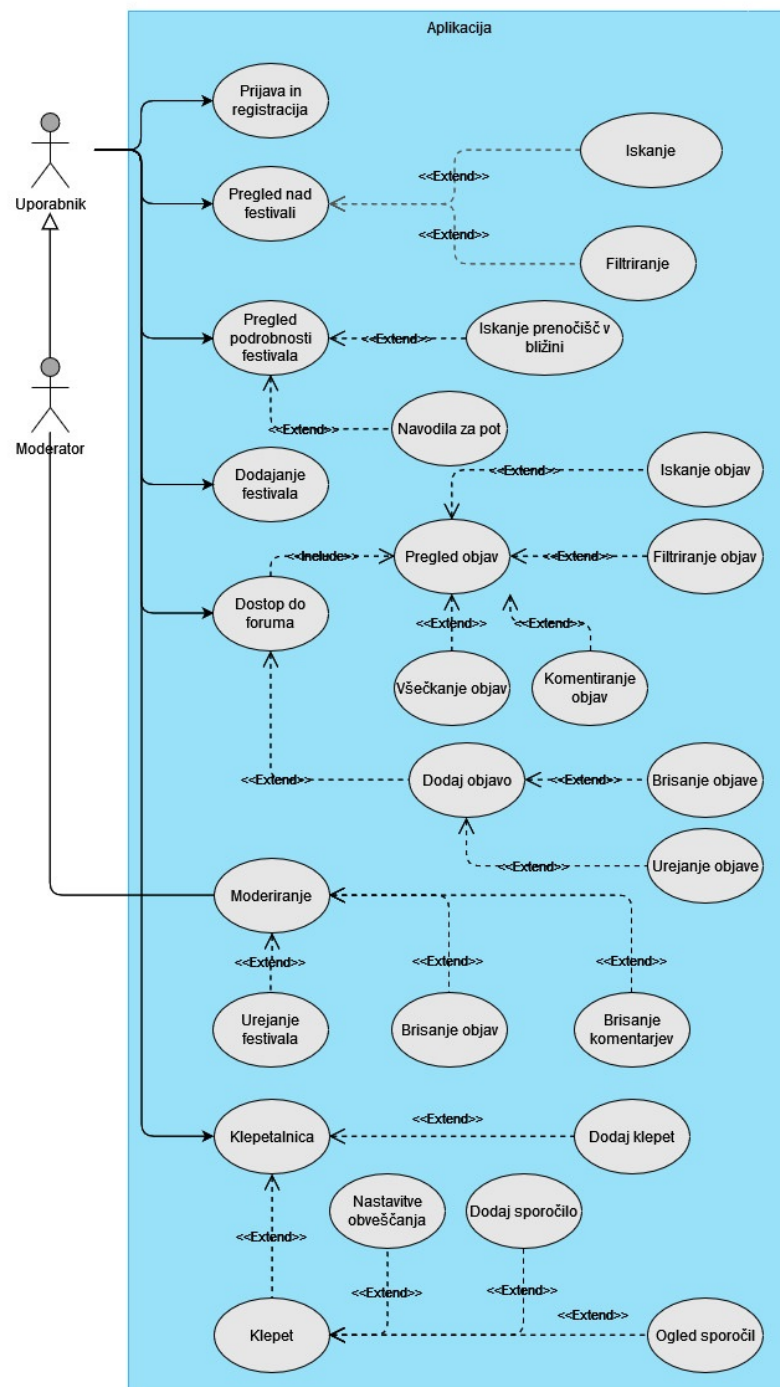 Aplikacija
Prijava in
registracija
Uporabnik
Iskanje
<<Extend>>
Pregled nad
festivali
<<Extend>>
Filtriranje
Pregled
podrobnosti
festivala
<<Extend>>
Iskanje prenočišč v
bližini
Moderator
<<Extend>>
Navodila za pot
Dodajanje
festivala
<<Extend>>
Iskanje objav
<<Include>>
Pregled objav
<<Extend>>
Filtriranje objav
Dostop do
foruma
<<Extend>>
<<Extend>>
Všečkanje objav
Komentiranje
objav
<<Extend>>
Dodaj objavo
<<Extend>>
Brisanje objave
<<Extend>>
Urejanje objave
Moderiranje
<<Extend>>
<<Extend>>
<<Extend>>
Urejanje
festivala
Brisanje objav
Brisanje
komentarjev
Klepetalnica
<<Extend>>
Dodaj klepet
Nastavitve
obveščanja
Dodaj sporočilo
<<Extend>>
<<Extend>>
<<Extend>>
<<Extend>>
Klepet
Ogled sporočil